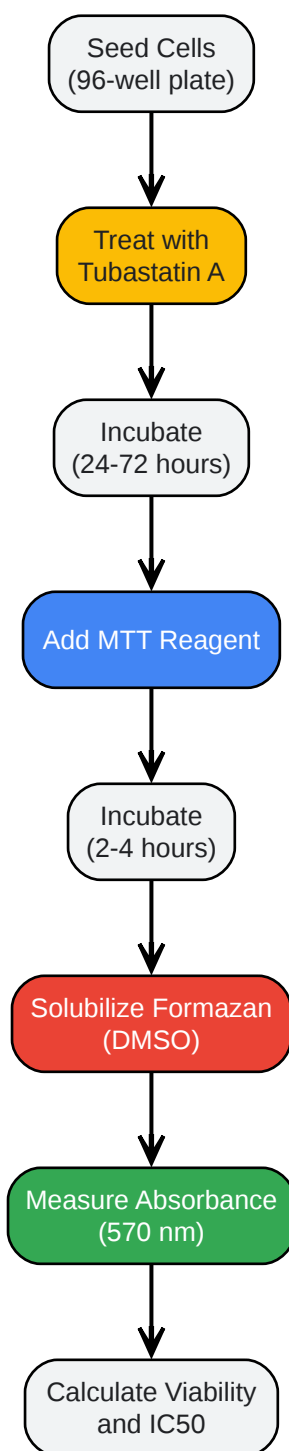 Seed Cells
(96-well plate)
Treat with
Tubastatin A
Incubate
(24-72 hours)
Add MTT Reagent
Incubate
(2-4 hours)
Solubilize Formazan
(DMSO)
Measure Absorbance
(570 nm)
Calculate Viability
and IC50